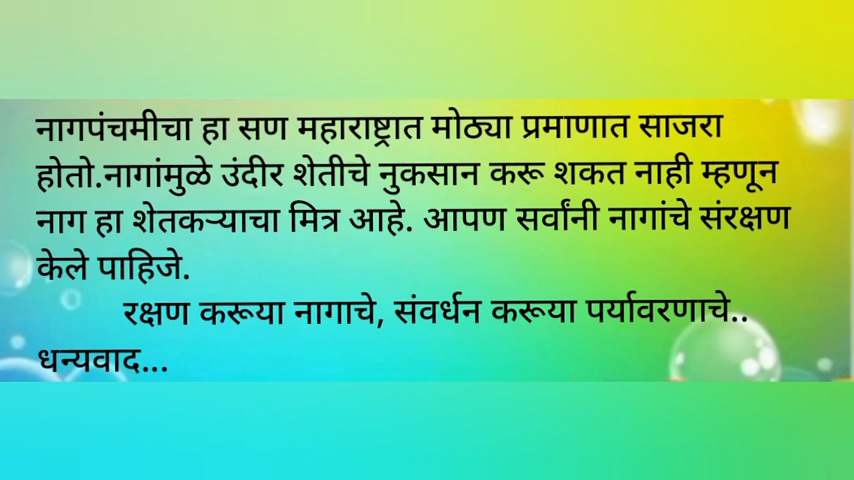 नागपंचमीचा हा सण महाराष्ट्रात मोठ्या प्रमाणात साजरा
होतो.नागांमुळे उंदीर शेतीचे नुकसान करू शकत नाही म्हणून
नाग हा शेतकऱ्याचा मित्र आहे. आपण सर्वांनी नागांचे संरक्षण
केले पाहिजे.
रक्षण करूया नागाचे, संवर्धन करूया पर्यावरणाचे..
धन्यवाद...